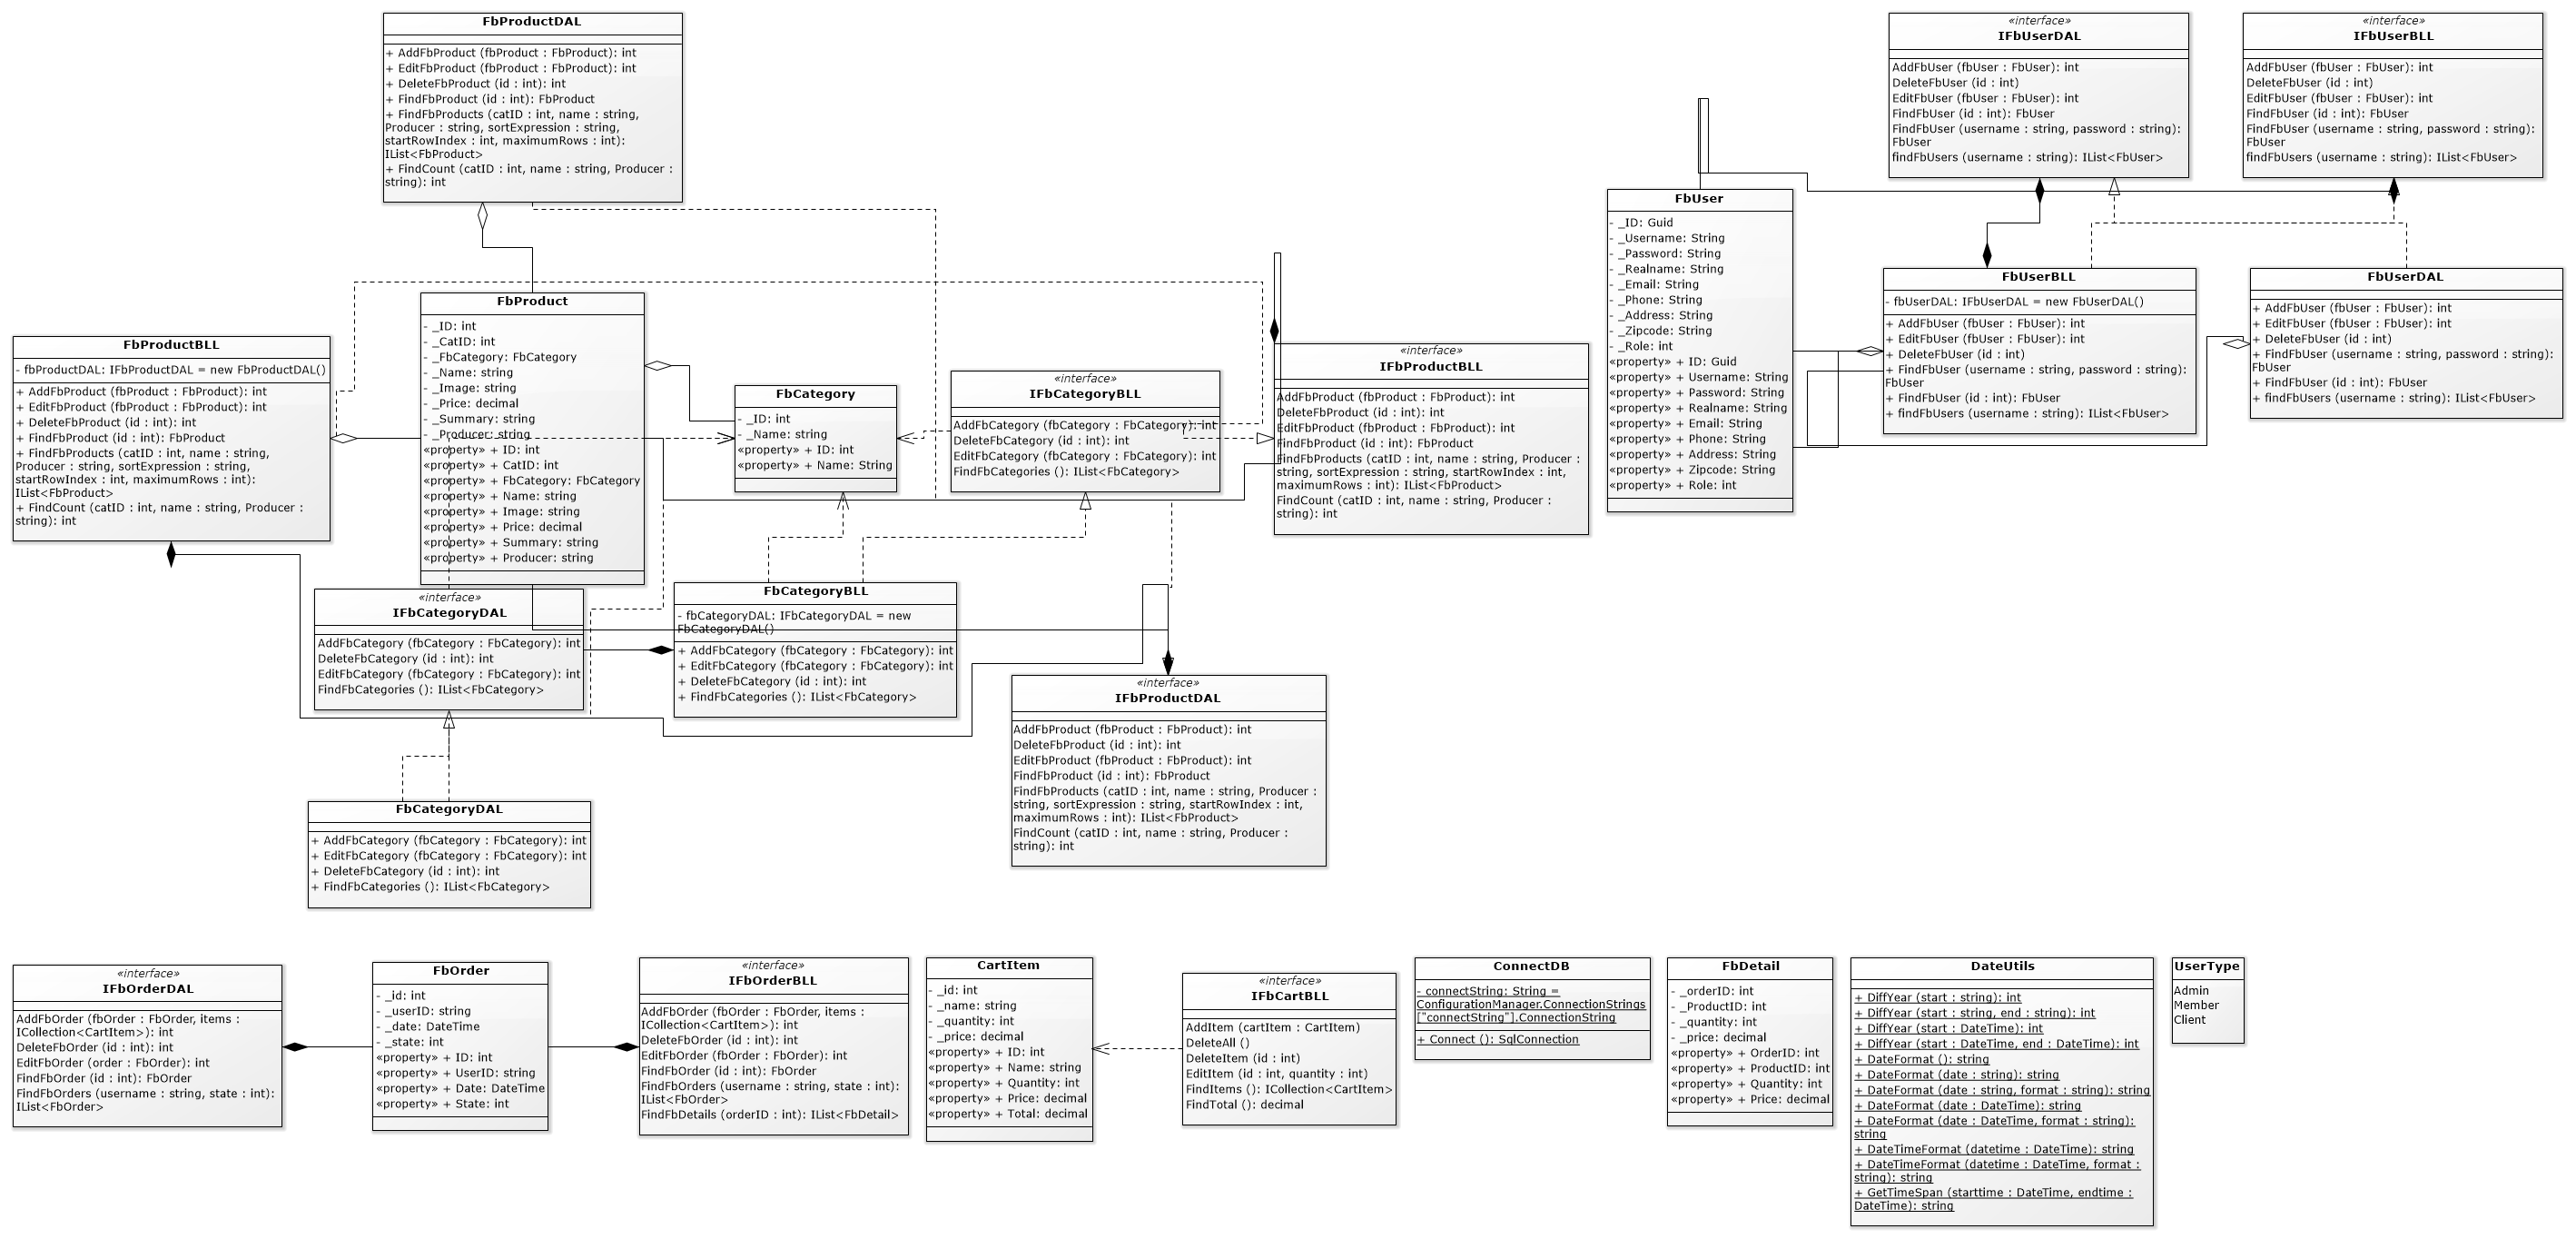 FbProductDAL
+ AddFbProduct (fbProduct : FbProduct): int
+ EditFbProduct (fbProduct : FbProduct): int
+ DeleteFbProduct (id : int): int
+ FindFbProduct (id : int): FbProduct
+ FindFbProducts (catID : int, name : string,
Producer : string, sortExpression : string,
startRowIndex : int, maximumRows : int):
IList<FbProduct>
+ FindCount (catID : int, name : string, Producer :
string): int
«interface»
IFbUserDAL
AddFbUser (fbUser : FbUser): int
DeleteFbUser (id : int)
EditFbUser (fbUser : FbUser): int
FindFbUser (id : int): FbUser
FindFbUser (username : string, password : string):
FbUser
findFbUsers (username : string): IList<FbUser>
«interface»
IFbUserBLL
AddFbUser (fbUser : FbUser): int
DeleteFbUser (id : int)
EditFbUser (fbUser : FbUser): int
FindFbUser (id : int): FbUser
FindFbUser (username : string, password : string):
FbUser
findFbUsers (username : string): IList<FbUser>
FbProductBLL
- fbProductDAL: IFbProductDAL = new FbProductDAL()
+ AddFbProduct (fbProduct : FbProduct): int
+ EditFbProduct (fbProduct : FbProduct): int
+ DeleteFbProduct (id : int): int
+ FindFbProduct (id : int): FbProduct
+ FindFbProducts (catID : int, name : string,
Producer : string, sortExpression : string,
startRowIndex : int, maximumRows : int):
IList<FbProduct>
+ FindCount (catID : int, name : string, Producer :
string): int
FbProduct
- _ID: int
- _CatID: int
- _FbCategory: FbCategory
- _Name: string
- _Image: string
- _Price: decimal
- _Summary: string
- _Producer: string
«property» + ID: int
«property» + CatID: int
«property» + FbCategory: FbCategory
«property» + Name: string
«property» + Image: string
«property» + Price: decimal
«property» + Summary: string
«property» + Producer: string
FbCategory
- _ID: int
- _Name: string
«property» + ID: int
«property» + Name: String
«interface»
IFbCategoryBLL
AddFbCategory (fbCategory : FbCategory): int
DeleteFbCategory (id : int): int
EditFbCategory (fbCategory : FbCategory): int
FindFbCategories (): IList<FbCategory>
«interface»
IFbProductBLL
AddFbProduct (fbProduct : FbProduct): int
DeleteFbProduct (id : int): int
EditFbProduct (fbProduct : FbProduct): int
FindFbProduct (id : int): FbProduct
FindFbProducts (catID : int, name : string, Producer :
string, sortExpression : string, startRowIndex : int,
maximumRows : int): IList<FbProduct>
FindCount (catID : int, name : string, Producer :
string): int
FbUser
- _ID: Guid
- _Username: String
- _Password: String
- _Realname: String
- _Email: String
- _Phone: String
- _Address: String
- _Zipcode: String
- _Role: int
«property» + ID: Guid
«property» + Username: String
«property» + Password: String
«property» + Realname: String
«property» + Email: String
«property» + Phone: String
«property» + Address: String
«property» + Zipcode: String
«property» + Role: int
FbUserBLL
- fbUserDAL: IFbUserDAL = new FbUserDAL()
+ AddFbUser (fbUser : FbUser): int
+ EditFbUser (fbUser : FbUser): int
+ DeleteFbUser (id : int)
+ FindFbUser (username : string, password : string):
FbUser
+ FindFbUser (id : int): FbUser
+ findFbUsers (username : string): IList<FbUser>
FbUserDAL
+ AddFbUser (fbUser : FbUser): int
+ EditFbUser (fbUser : FbUser): int
+ DeleteFbUser (id : int)
+ FindFbUser (username : string, password : string):
FbUser
+ FindFbUser (id : int): FbUser
+ findFbUsers (username : string): IList<FbUser>
«interface»
IFbCategoryDAL
AddFbCategory (fbCategory : FbCategory): int
DeleteFbCategory (id : int): int
EditFbCategory (fbCategory : FbCategory): int
FindFbCategories (): IList<FbCategory>
FbCategoryBLL
- fbCategoryDAL: IFbCategoryDAL = new
FbCategoryDAL()
+ AddFbCategory (fbCategory : FbCategory): int
+ EditFbCategory (fbCategory : FbCategory): int
+ DeleteFbCategory (id : int): int
+ FindFbCategories (): IList<FbCategory>
«interface»
IFbProductDAL
AddFbProduct (fbProduct : FbProduct): int
DeleteFbProduct (id : int): int
EditFbProduct (fbProduct : FbProduct): int
FindFbProduct (id : int): FbProduct
FindFbProducts (catID : int, name : string, Producer :
string, sortExpression : string, startRowIndex : int,
maximumRows : int): IList<FbProduct>
FindCount (catID : int, name : string, Producer :
string): int
FbCategoryDAL
+ AddFbCategory (fbCategory : FbCategory): int
+ EditFbCategory (fbCategory : FbCategory): int
+ DeleteFbCategory (id : int): int
+ FindFbCategories (): IList<FbCategory>
«interface»
IFbOrderDAL
AddFbOrder (fbOrder : FbOrder, items :
ICollection<CartItem>): int
DeleteFbOrder (id : int): int
EditFbOrder (order : FbOrder): int
FindFbOrder (id : int): FbOrder
FindFbOrders (username : string, state : int):
IList<FbOrder>
FbOrder
- _id: int
- _userID: string
- _date: DateTime
- _state: int
«property» + ID: int
«property» + UserID: string
«property» + Date: DateTime
«property» + State: int
«interface»
IFbOrderBLL
AddFbOrder (fbOrder : FbOrder, items :
ICollection<CartItem>): int
DeleteFbOrder (id : int): int
EditFbOrder (fbOrder : FbOrder): int
FindFbOrder (id : int): FbOrder
FindFbOrders (username : string, state : int):
IList<FbOrder>
FindFbDetails (orderID : int): IList<FbDetail>
CartItem
- _id: int
- _name: string
- _quantity: int
- _price: decimal
«property» + ID: int
«property» + Name: string
«property» + Quantity: int
«property» + Price: decimal
«property» + Total: decimal
«interface»
IFbCartBLL
AddItem (cartItem : CartItem)
DeleteAll ()
DeleteItem (id : int)
EditItem (id : int, quantity : int)
FindItems (): ICollection<CartItem>
FindTotal (): decimal
ConnectDB
- connectString: String =
ConfigurationManager.ConnectionStrings
["connectString"].ConnectionString
+ Connect (): SqlConnection
FbDetail
- _orderID: int
- _ProductID: int
- _quantity: int
- _price: decimal
«property» + OrderID: int
«property» + ProductID: int
«property» + Quantity: int
«property» + Price: decimal
DateUtils
+ DiffYear (start : string): int
+ DiffYear (start : string, end : string): int
+ DiffYear (start : DateTime): int
+ DiffYear (start : DateTime, end : DateTime): int
+ DateFormat (): string
+ DateFormat (date : string): string
+ DateFormat (date : string, format : string): string
+ DateFormat (date : DateTime): string
+ DateFormat (date : DateTime, format : string):
string
+ DateTimeFormat (datetime : DateTime): string
+ DateTimeFormat (datetime : DateTime, format :
string): string
+ GetTimeSpan (starttime : DateTime, endtime :
DateTime): string
UserType
Admin
Member
Client